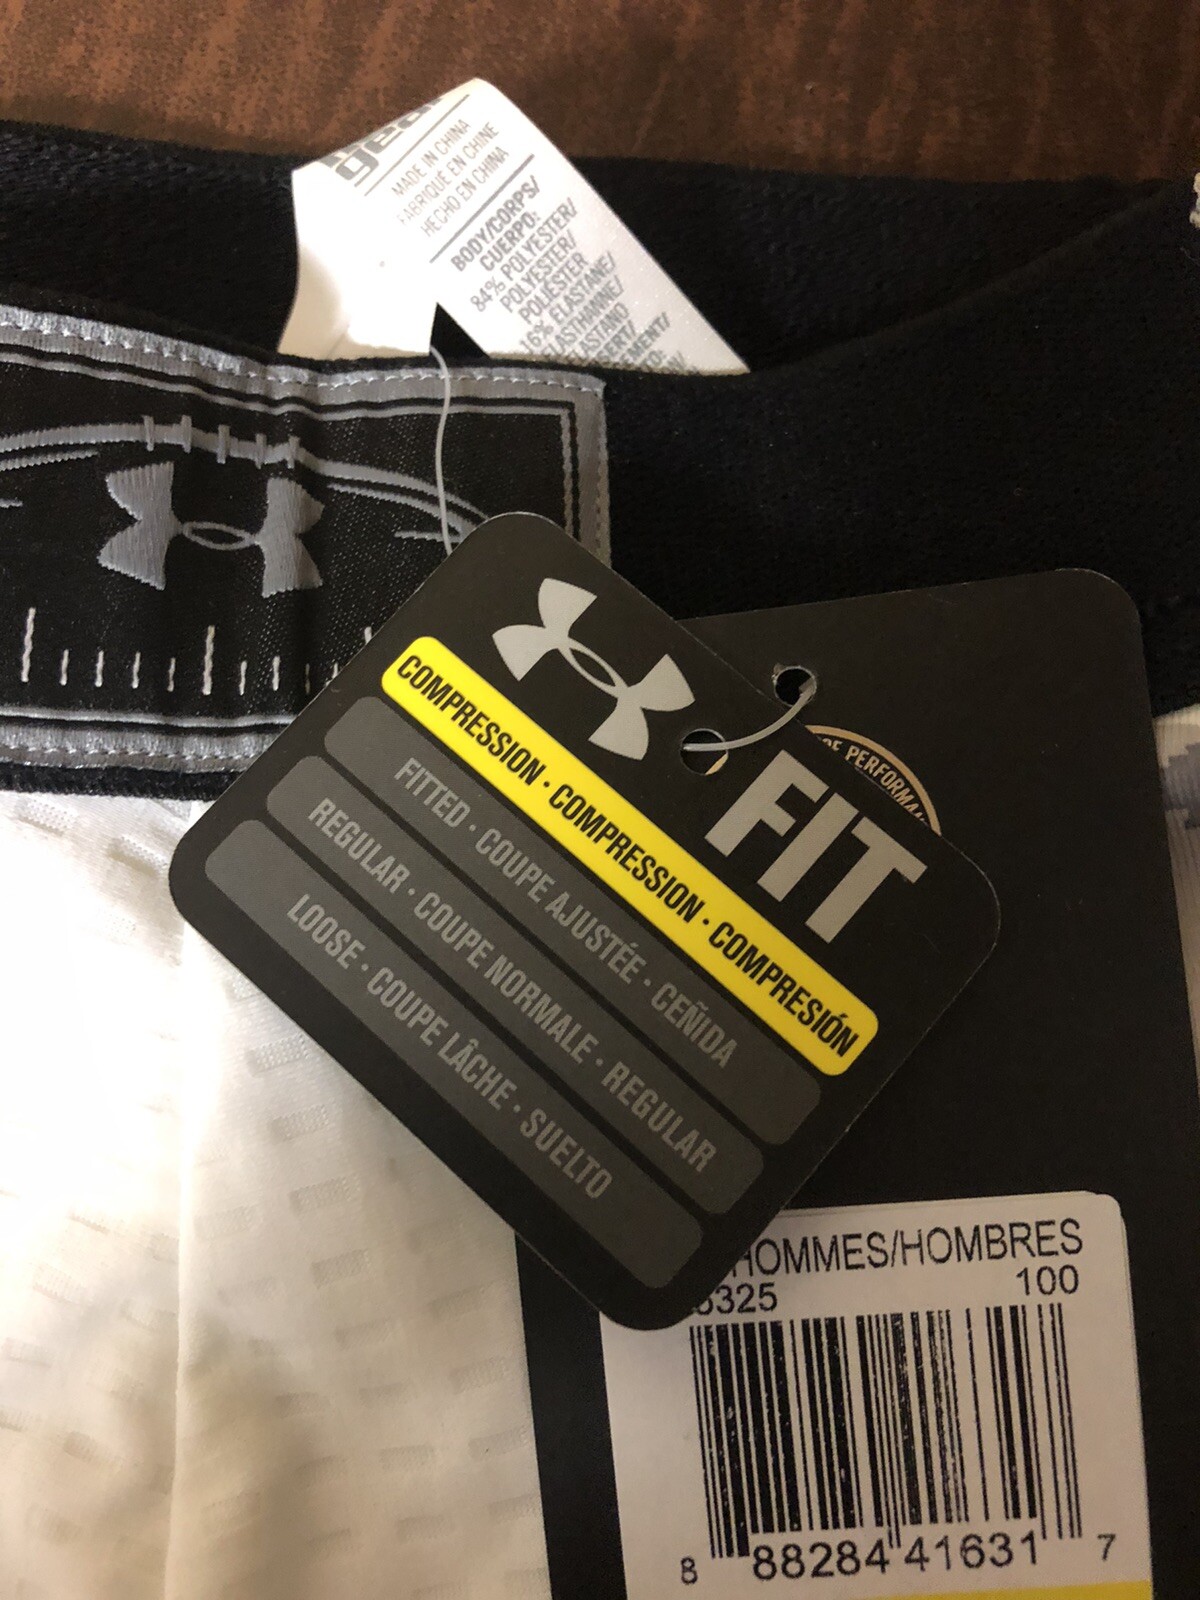 gear
MADE IN CHINA
FABRIQUÉ EN CHINE
HECHO EN CHINA
BODY/CORPS/
CUERPO:
84% POLYESTER/
POLYESTER/
POLIÉSTER
16% ELASTANE/
ÉLASTHANNE/
ELASTANO
FIT
COMPRESSION · COMPRESSION · COMPRESIÓN
FITTED · COUPE AJUSTÉE · CEÑIDA
REGULAR · COUPE NORMALE · REGULAR
LOOSE · COUPE LÂCHE · SUELTO
HOMMES/HOMBRES
5325 100
8 88284 41631 7